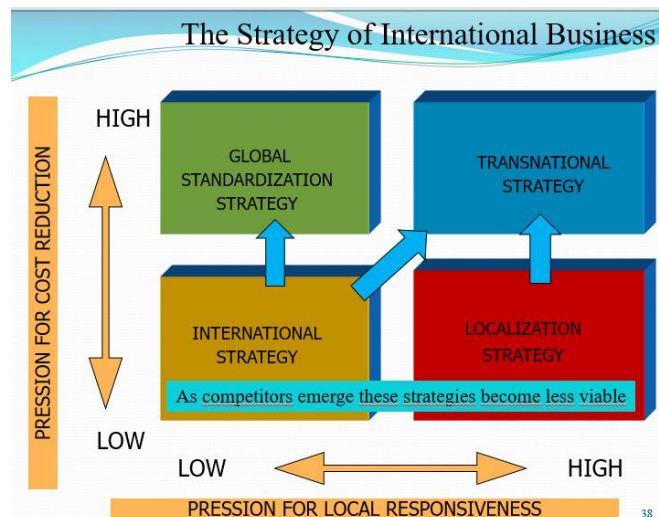 The Strategy of International Business
PRESSION FOR COST REDUCTION
HIGH
GLOBAL
STANDARDIZATION
STRATEGY
TRANSNATIONAL
STRATEGY
INTERNATIONAL
STRATEGY
LOCALIZATION
STRATEGY
As competitors emerge these strategies become less viable
LOW
LOW
HIGH
PRESSION FOR LOCAL RESPONSIVENESS
38